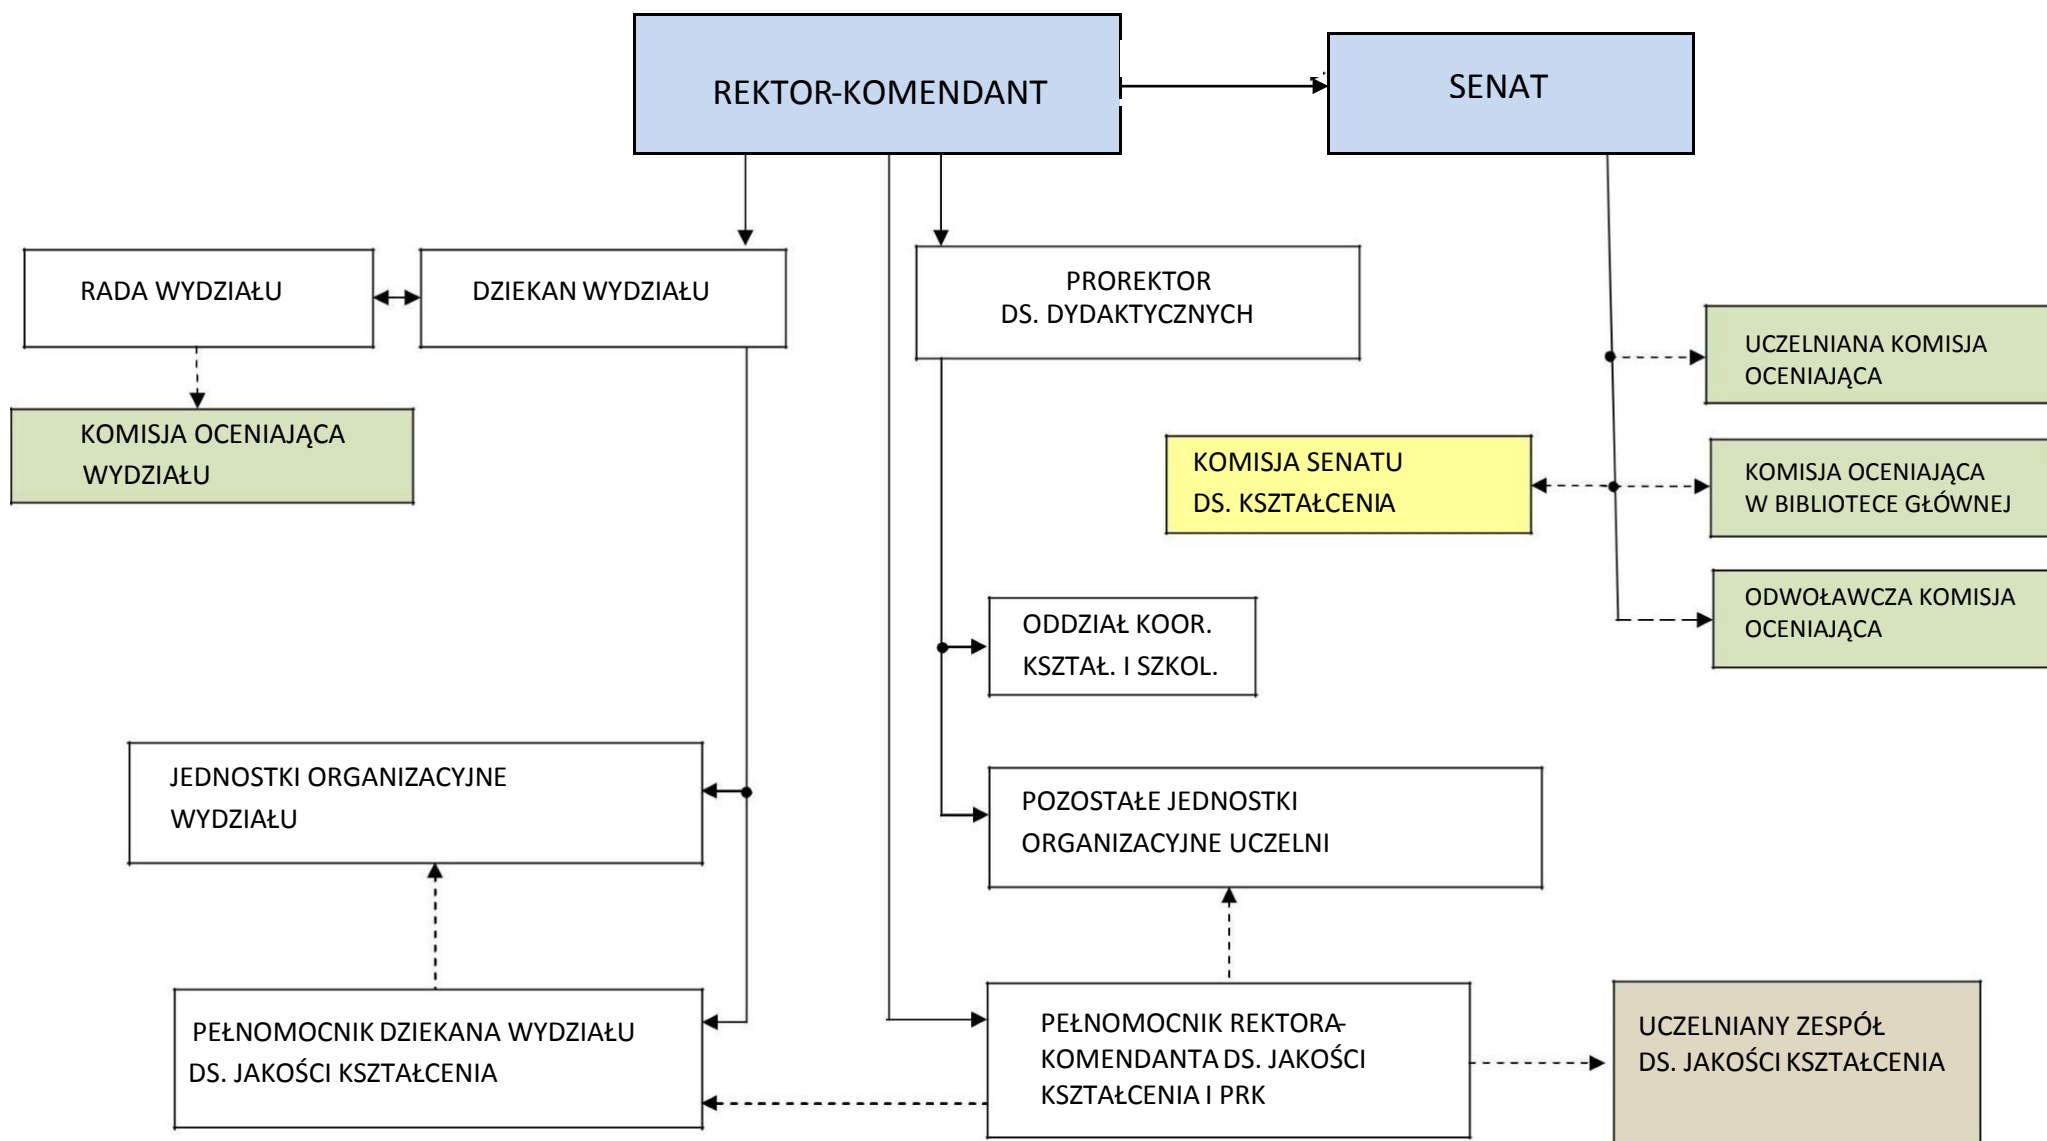 REKTOR-KOMENDANT
SENAT
RADA WYDZIAŁU
DZIEKAN WYDZIAŁU
PROREKTOR
DS. DYDAKTYCZNYCH
UCZELNIANA KOMISJA
OCENIAJĄCA
KOMISJA OCENIAJĄCA
WYDZIAŁU
KOMISJA SENATU
DS. KSZTAŁCENIA
KOMISJA OCENIAJĄCA
W BIBLIOTECE GŁÓWNEJ
ODWOŁAWCZA KOMISJA
OCENIAJĄCA
ODDZIAŁ KOOR.
KSZTAŁ. I SZKOL.
JEDNOSTKI ORGANIZACYJNE
WYDZIAŁU
POZOSTAŁE JEDNOSTKI
ORGANIZACYJNE UCZELNI
PEŁNOMOCNIK DZIEKANA WYDZIAŁU
DS. JAKOŚCI KSZTAŁCENIA
PEŁNOMOCNIK REKTORA-
KOMENDANTA DS. JAKOŚCI
KSZTAŁCENIA I PRK
UCZELNIANY ZESPÓŁ
DS. JAKOŚCI KSZTAŁCENIA